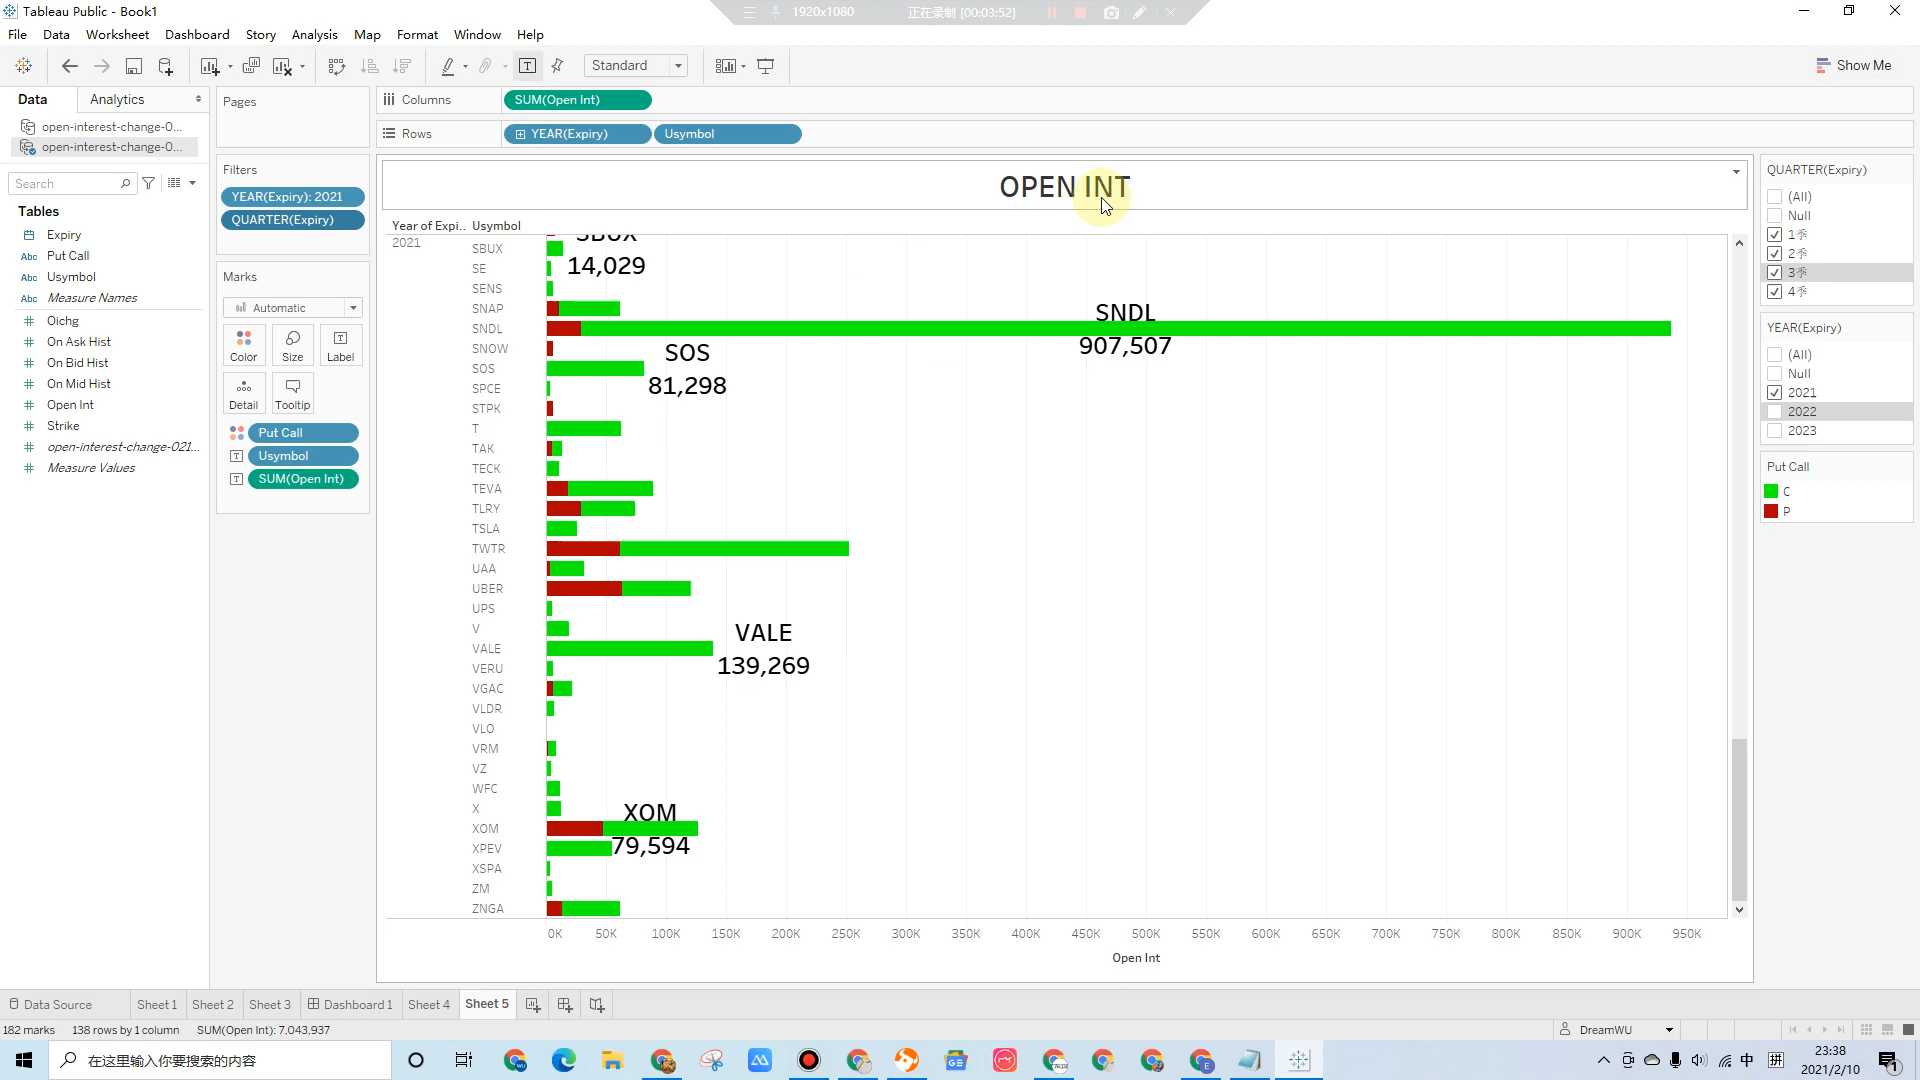 Tableau Public - Book1
1920x1080 正在录制 [00:03:52]
File Data Worksheet Dashboard Story Analysis Map Format Window Help
Standard
Show Me
Data Analytics
open-interest-change-0...
open-interest-change-0...
Search
Tables
Expiry
Abc Put Call
Abc Usymbol
Abc Measure Names
Oichg
On Ask Hist
On Bid Hist
On Mid Hist
Open Int
Strike
open-interest-change-021...
Measure Values
Pages
Filters
YEAR(Expiry): 2021
QUARTER(Expiry)
Marks
Automatic
Color Size Label
Detail Tooltip
Put Call
Usymbol
SUM(Open Int)
Columns SUM(Open Int)
Rows YEAR(Expiry) Usymbol
OPEN INT
Year of Expi.. Usymbol
2021
SBUX
SE
SENS
SNAP
SNDL
SNOW
SOS
SPCE
STPK
T
TAK
TECK
TEVA
TLRY
TSLA
TWTR
UAA
UBER
UPS
V
VALE
VERU
VGAC
VLDR
VLO
VRM
VZ
WFC
X
XOM
XPEV
XSPA
ZM
ZNGA
SBUX
14,029
SNDL
907,507
SOS
81,298
VALE
139,269
XOM
79,594
0K 50K 100K 150K 200K 250K 300K 350K 400K 450K 500K 550K 600K 650K 700K 750K 800K 850K 900K 950K
Open Int
QUARTER(Expiry)
(All)
Null
1季
2季
3季
4季
YEAR(Expiry)
(All)
Null
2021
2022
2023
Put Call
C
P
Data Source Sheet 1 Sheet 2 Sheet 3 Dashboard 1 Sheet 4 Sheet 5
182 marks 138 rows by 1 column SUM(Open Int): 7,043,937
DreamWU
在这里输入你要搜索的内容
中 拼
23:38
2021/2/10
1